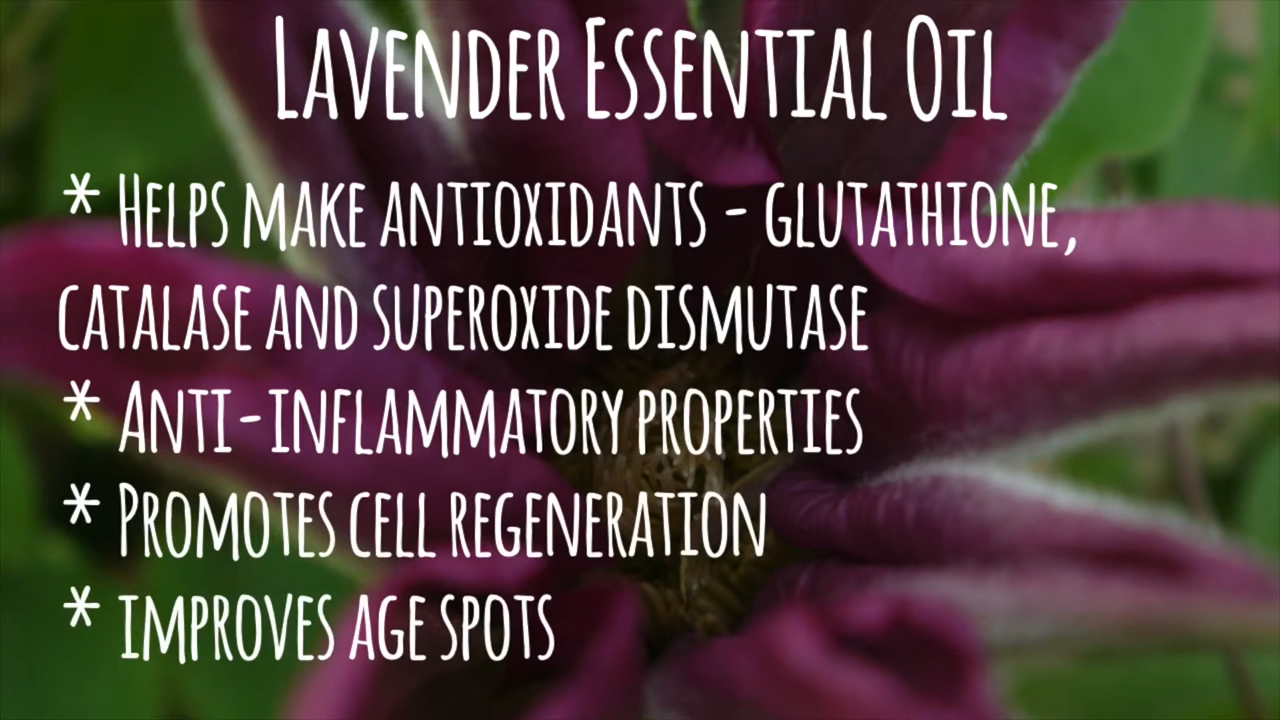 Lavender Essential Oil
* Helps make antioxidants - glutathione,
catalase and superoxide dismutase
* Anti-inflammatory properties
* Promotes cell regeneration
* improves age spots